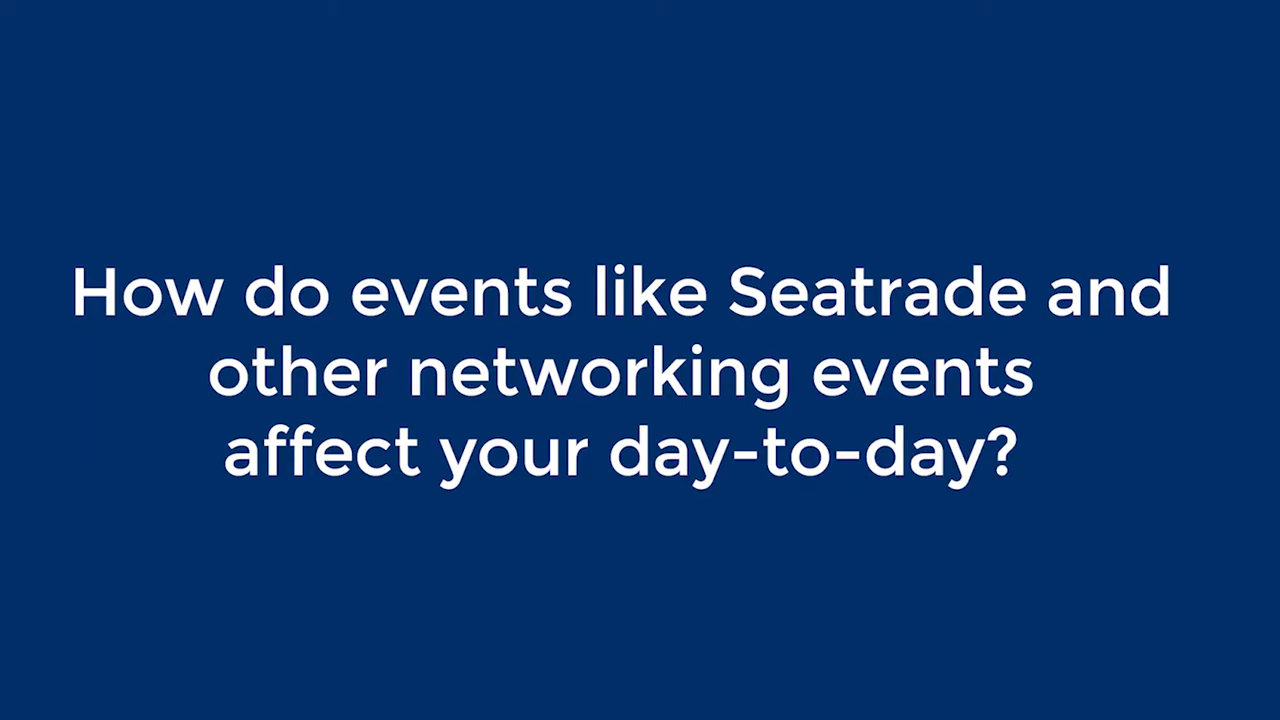 How do events like Seatrade and
other networking events
affect your day-to-day?